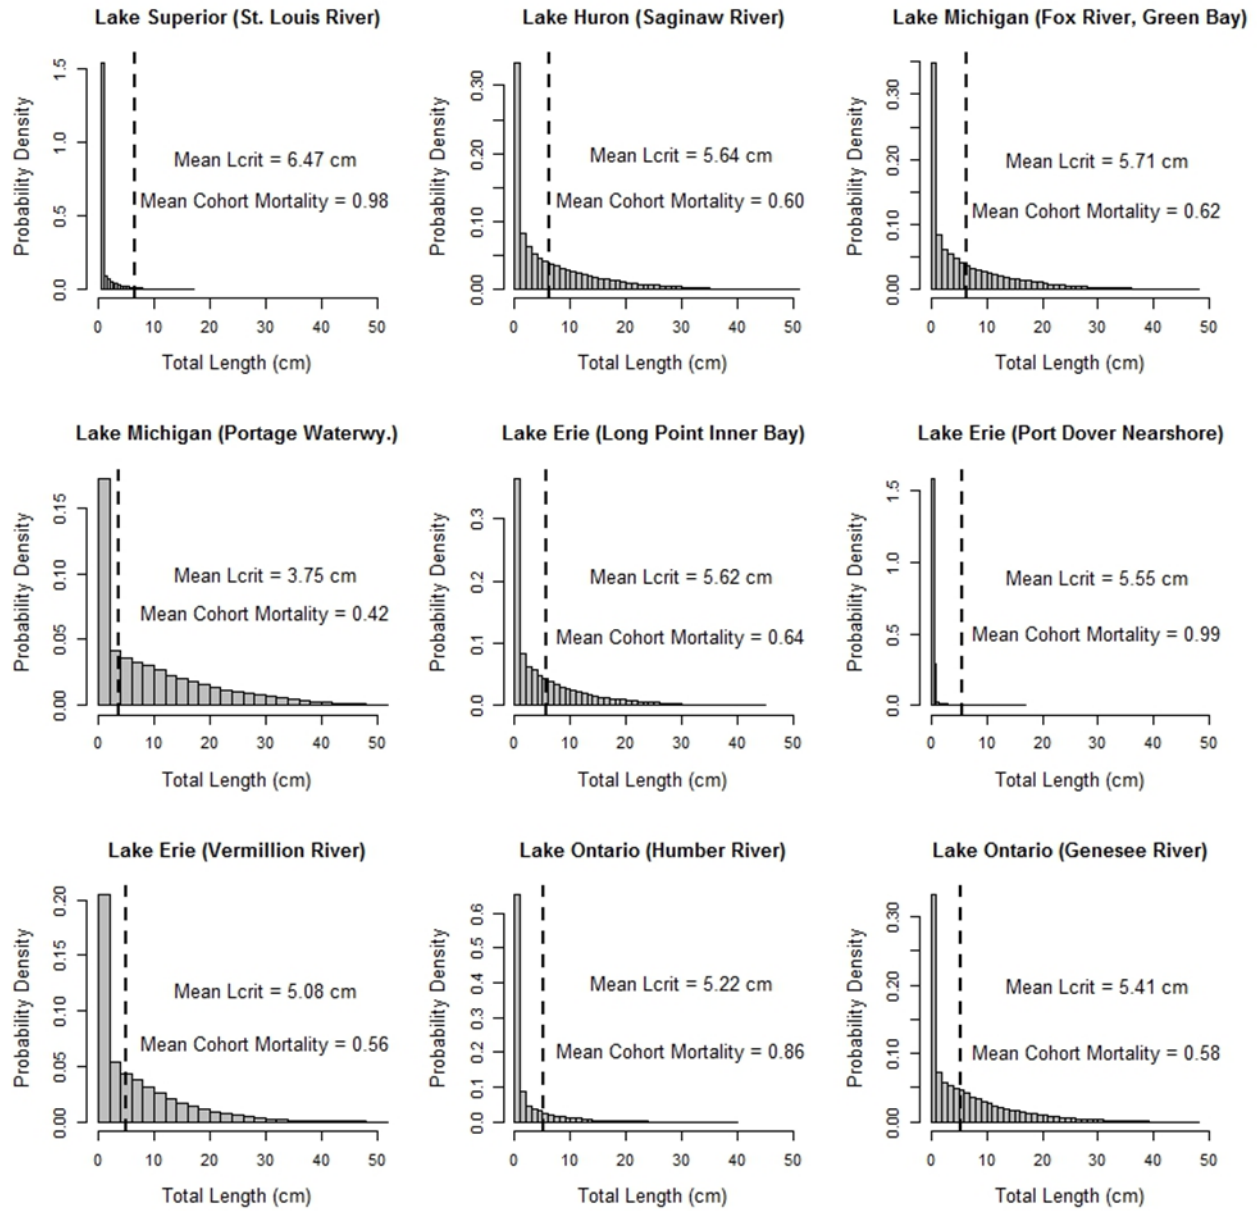 Lake Superior (St. Louis River)
Probability Density
0.0 0.5 1.0 1.5
Mean Lcrit = 6.47 cm
Mean Cohort Mortality = 0.98
0 10 20 30 40 50
Total Length (cm)
Lake Huron (Saginaw River)
Probability Density
0.00 0.10 0.20 0.30
Mean Lcrit = 5.64 cm
Mean Cohort Mortality = 0.60
0 10 20 30 40 50
Total Length (cm)
Lake Michigan (Fox River, Green Bay)
Probability Density
0.00 0.10 0.20 0.30
Mean Lcrit = 5.71 cm
Mean Cohort Mortality = 0.62
0 10 20 30 40 50
Total Length (cm)
Lake Michigan (Portage Waterwy.)
Probability Density
0.00 0.05 0.10 0.15
Mean Lcrit = 3.75 cm
Mean Cohort Mortality = 0.42
0 10 20 30 40 50
Total Length (cm)
Lake Erie (Long Point Inner Bay)
Probability Density
0.0 0.1 0.2 0.3
Mean Lcrit = 5.62 cm
Mean Cohort Mortality = 0.64
0 10 20 30 40 50
Total Length (cm)
Lake Erie (Port Dover Nearshore)
Probability Density
0.0 0.5 1.0 1.5
Mean Lcrit = 5.55 cm
Mean Cohort Mortality = 0.99
0 10 20 30 40 50
Total Length (cm)
Lake Erie (Vermillion River)
Probability Density
0.00 0.05 0.10 0.15 0.20
Mean Lcrit = 5.08 cm
Mean Cohort Mortality = 0.56
0 10 20 30 40 50
Total Length (cm)
Lake Ontario (Humber River)
Probability Density
0.0 0.1 0.2 0.3 0.4 0.5 0.6
Mean Lcrit = 5.22 cm
Mean Cohort Mortality = 0.86
0 10 20 30 40 50
Total Length (cm)
Lake Ontario (Genesee River)
Probability Density
0.00 0.10 0.20 0.30
Mean Lcrit = 5.41 cm
Mean Cohort Mortality = 0.58
0 10 20 30 40 50
Total Length (cm)